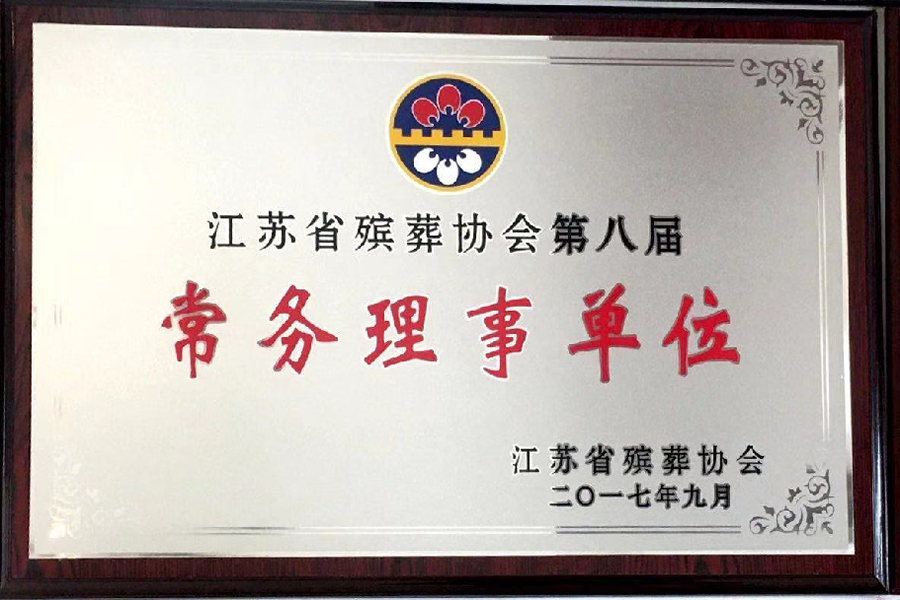 江苏省殡葬协会第八届
常务理事单位
江苏省殡葬协会
二〇一七年九月